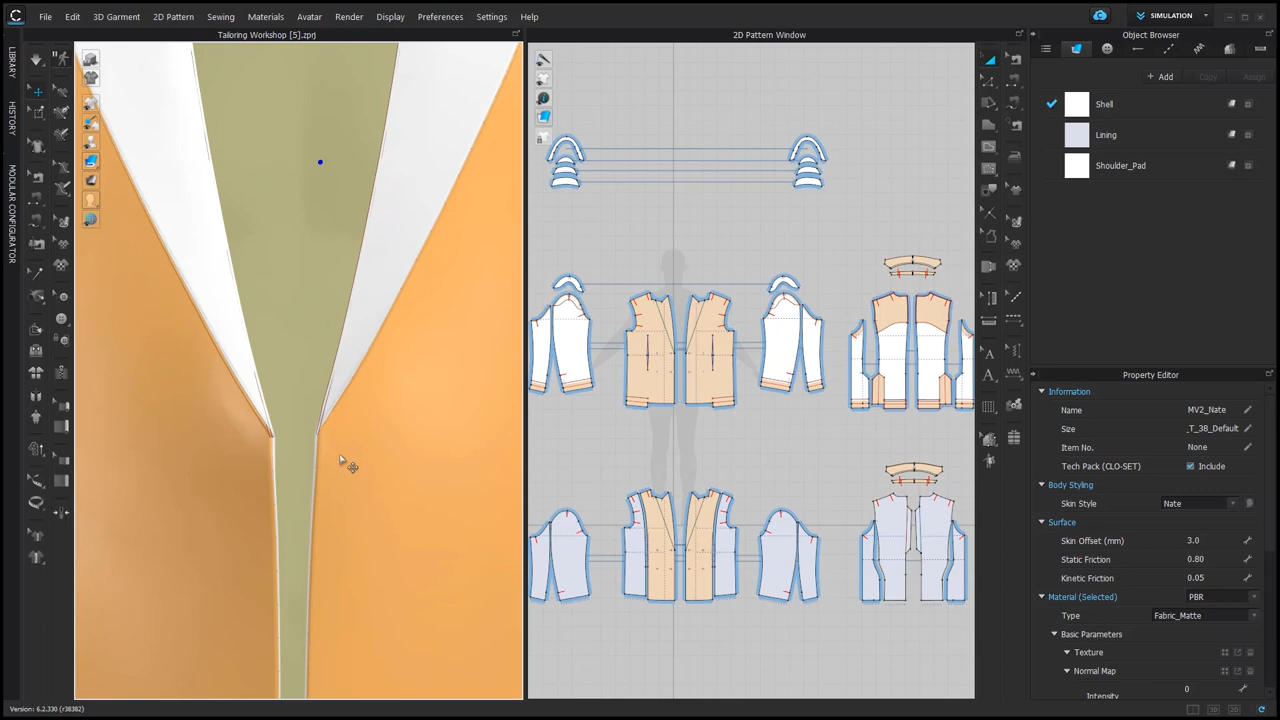 File Edit 3D Garment 2D Pattern Sewing Materials Avatar Render Display Preferences Settings Help
SIMULATION
Tailoring Workshop [5].zprj
2D Pattern Window
Object Browser
LIBRARY
HISTORY
MODULAR CONFIGURATOR
+ Add Copy Assign
Shell
Lining
Shoulder_Pad
Property Editor
Information
Name MV2_Nate
Size _T_38_Default
Item No. None
Tech Pack (CLO-SET) Include
Body Styling
Skin Style Nate
Surface
Skin Offset (mm) 3.0
Static Friction 0.80
Kinetic Friction 0.05
Material (Selected) PBR
Type Fabric_Matte
Basic Parameters
Texture
Normal Map
Intensity 0
Version: 6.2.330 (r38382)
3D 2D